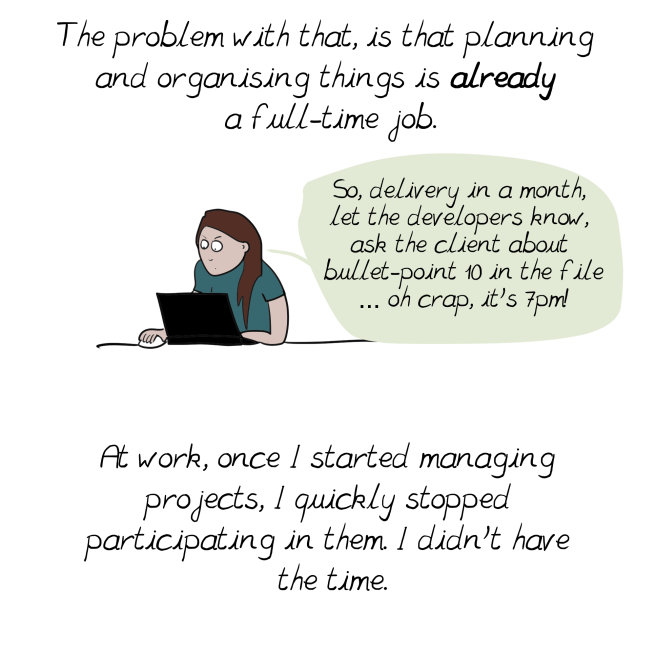 The problem with that, is that planning
and organising things is already
a full-time job.
So, delivery in a month,
let the developers know,
ask the client about
bullet-point 10 in the file
... oh crap, it's 7pm!
At work, once I started managing
projects, I quickly stopped
participating in them. I didn't have
the time.